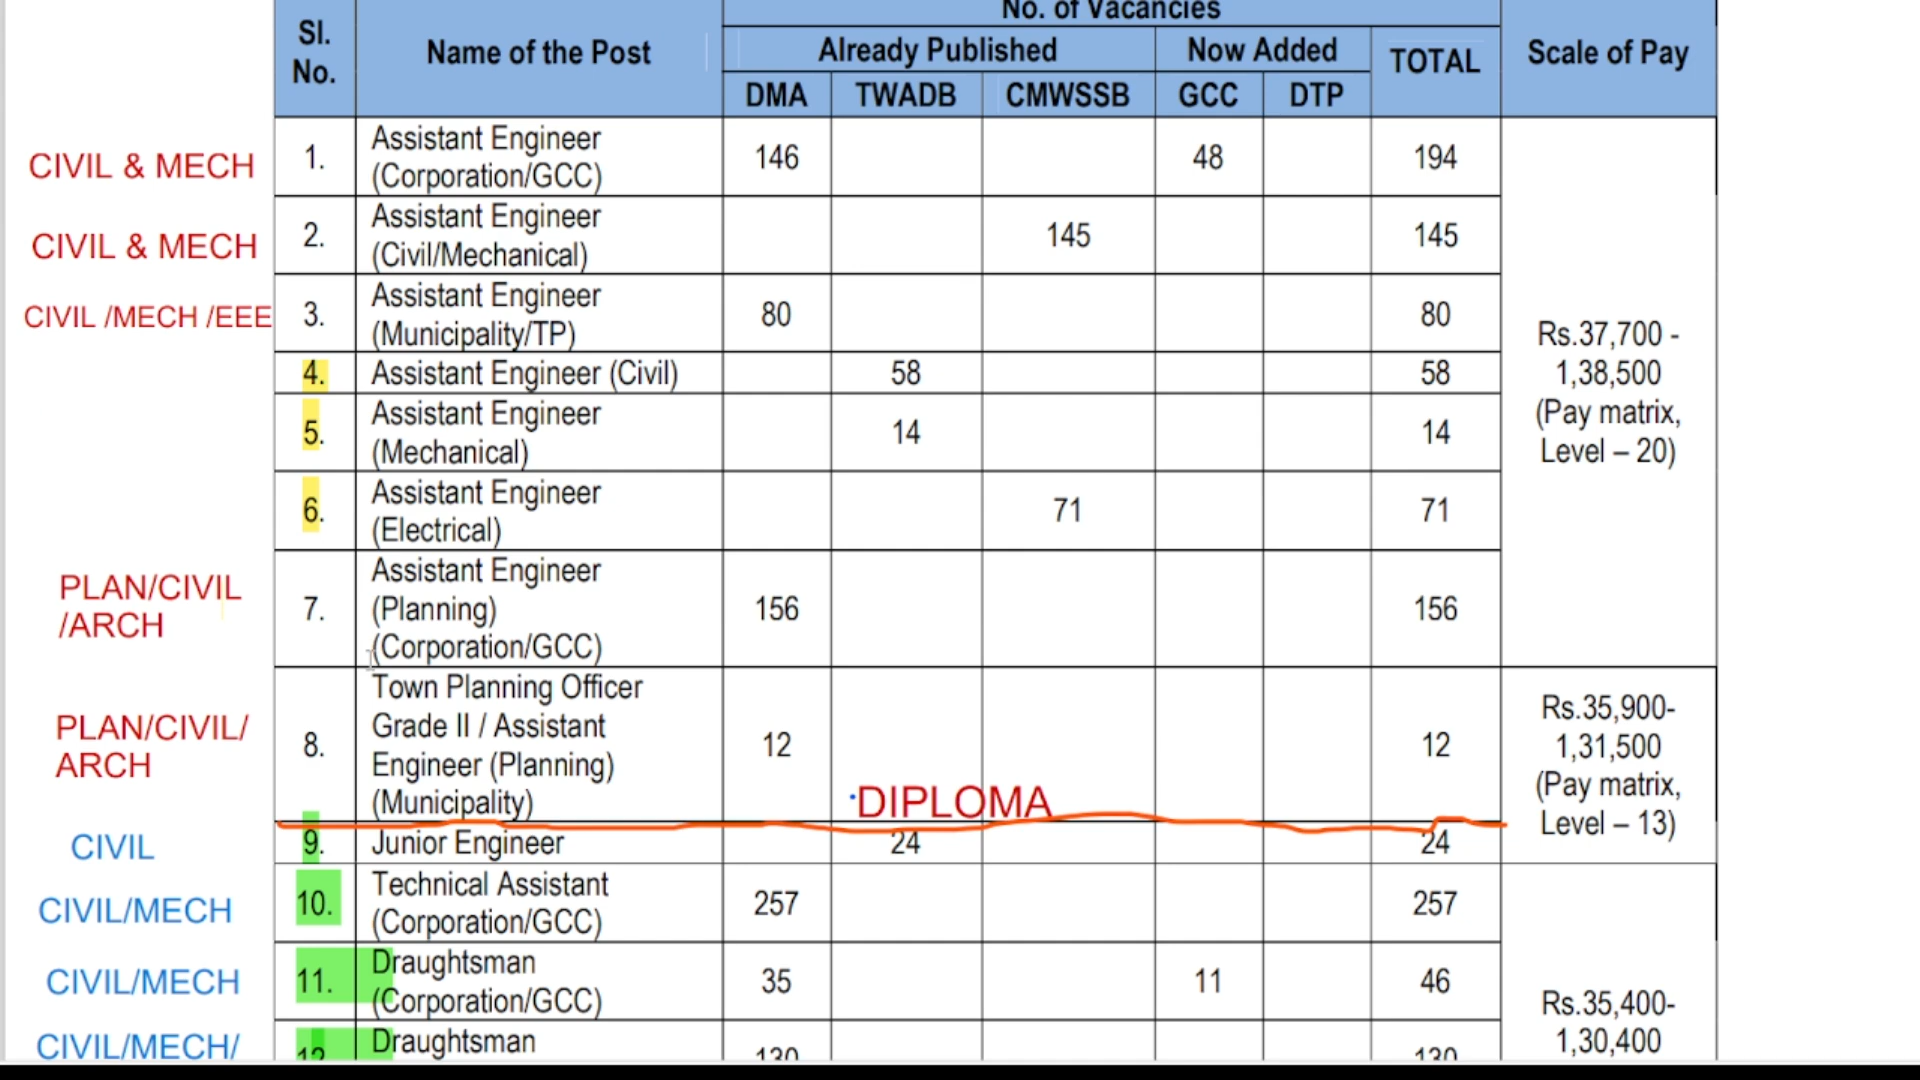 No. of Vacancies
Sl.
No.
Name of the Post
Already Published
Now Added
TOTAL
Scale of Pay
DMA
TWADB
CMWSSB
GCC
DTP
CIVIL & MECH
1.
Assistant Engineer
(Corporation/GCC)
146
48
194
CIVIL & MECH
2.
Assistant Engineer
(Civil/Mechanical)
145
145
CIVIL /MECH /EEE
3.
Assistant Engineer
(Municipality/TP)
80
80
4.
Assistant Engineer (Civil)
58
58
5.
Assistant Engineer
(Mechanical)
14
14
6.
Assistant Engineer
(Electrical)
71
71
Rs.37,700 -
1,38,500
(Pay matrix,
Level – 20)
PLAN/CIVIL
/ARCH
7.
Assistant Engineer
(Planning)
(Corporation/GCC)
156
156
PLAN/CIVIL/
ARCH
8.
Town Planning Officer
Grade II / Assistant
Engineer (Planning)
(Municipality)
12
12
DIPLOMA
Rs.35,900-
1,31,500
(Pay matrix,
Level – 13)
CIVIL
9.
Junior Engineer
24
24
CIVIL/MECH
10.
Technical Assistant
(Corporation/GCC)
257
257
CIVIL/MECH
11.
Draughtsman
(Corporation/GCC)
35
11
46
CIVIL/MECH/
12
Draughtsman
130
130
Rs.35,400-
1,30,400